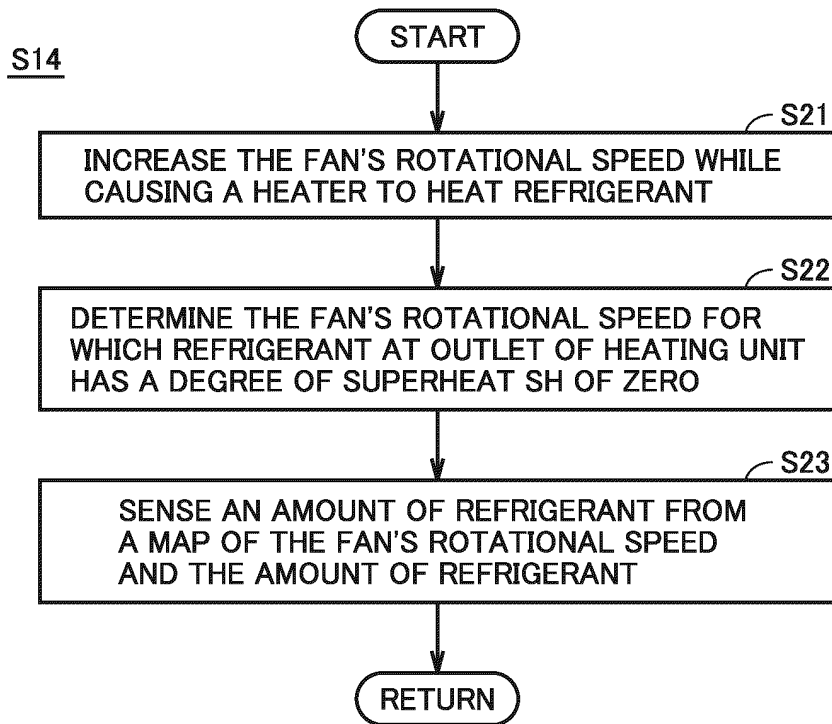 START
S14
S21
INCREASE THE FAN'S ROTATIONAL SPEED WHILE
CAUSING A HEATER TO HEAT REFRIGERANT
S22
DETERMINE THE FAN'S ROTATIONAL SPEED FOR
WHICH REFRIGERANT AT OUTLET OF HEATING UNIT
HAS A DEGREE OF SUPERHEAT SH OF ZERO
S23
SENSE AN AMOUNT OF REFRIGERANT FROM
A MAP OF THE FAN'S ROTATIONAL SPEED
AND THE AMOUNT OF REFRIGERANT
RETURN